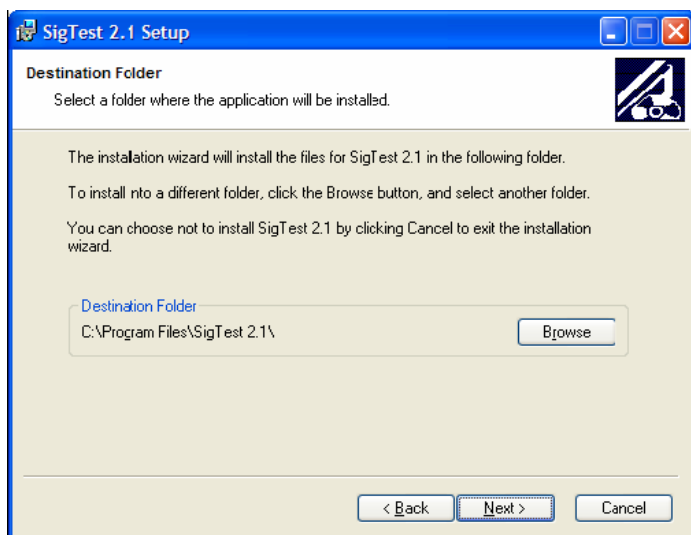 SigTest 2.1 Setup
Destination Folder
Select a folder where the application will be installed.
The installation wizard will install the files for SigTest 2.1 in the following folder.
To install nto a different folder, click the Browse button, and select another folder.
You can choose not to install SigTest 2.1 by clicking Cancel to exit the installation
wizard.
Destination Folder
C:\Program Files\SigTest 2.1\
Browse
< Back
Next >
Cancel